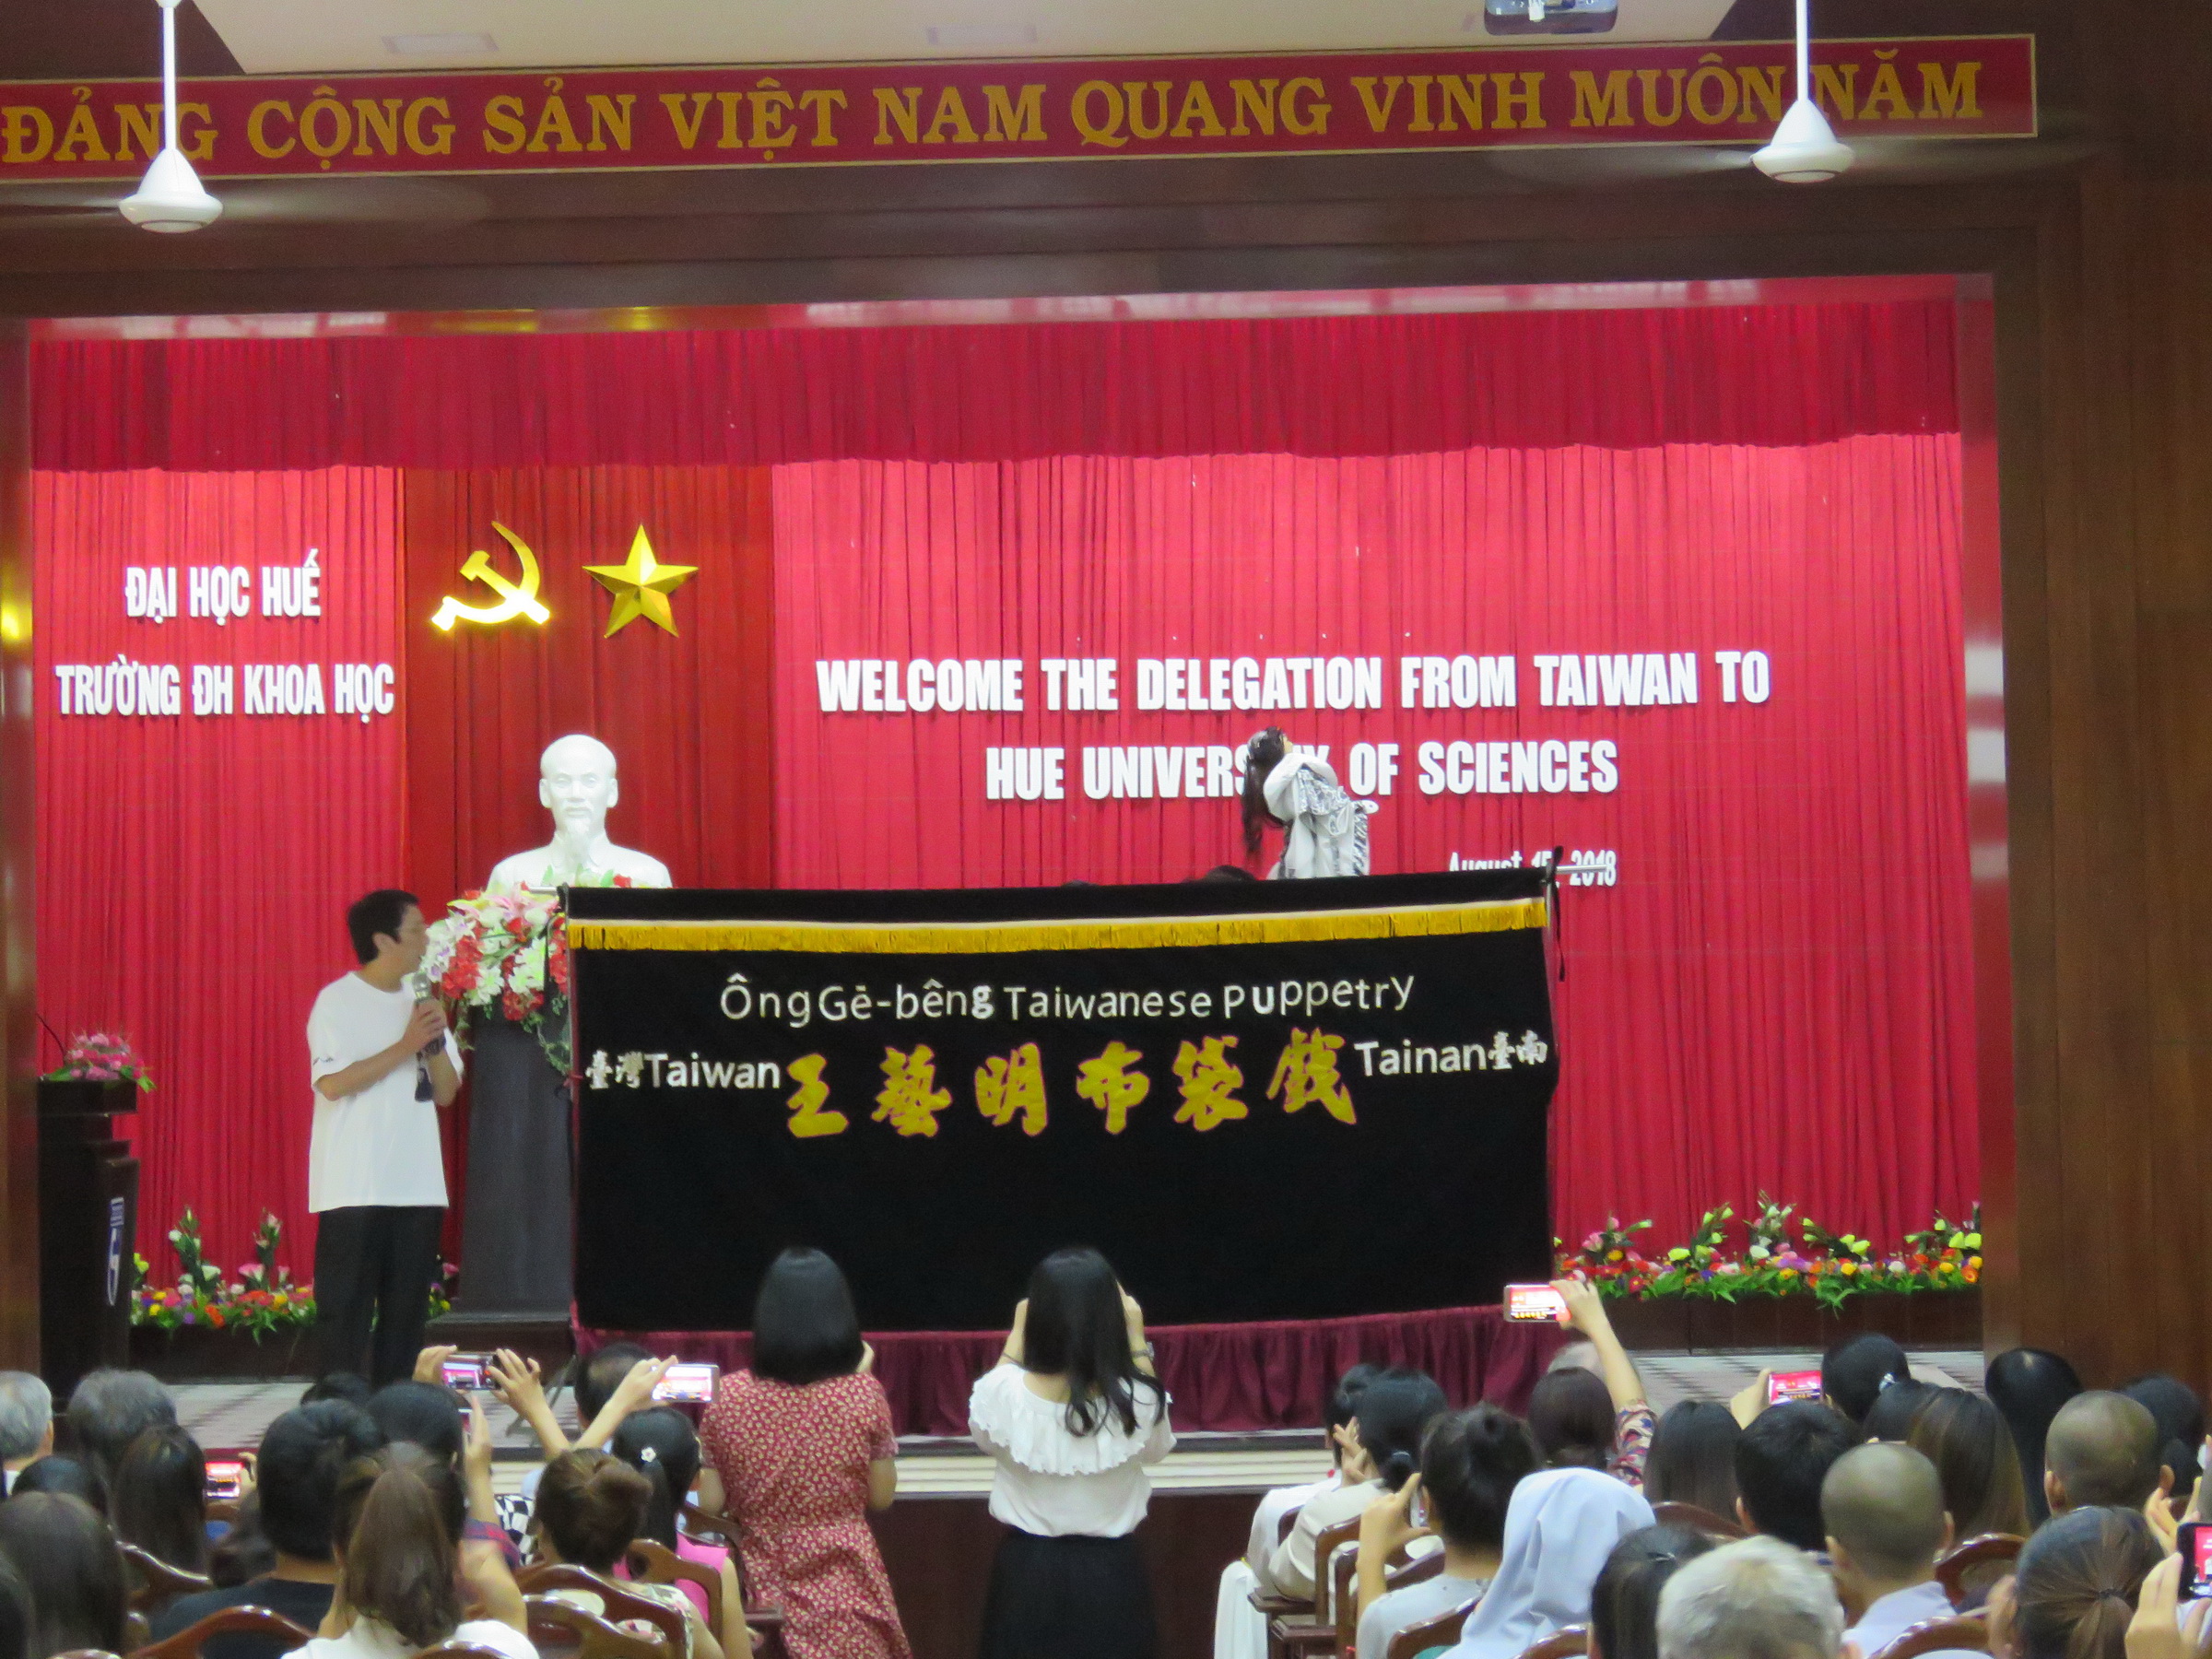 ĐẢNG CỘNG SẢN VIỆT NAM QUANG VINH MUÔN NĂM
ĐẠI HỌC HUẾ
TRƯỜNG ĐH KHOA HỌC
WELCOME THE DELEGATION FROM TAIWAN TO
HUE UNIVERSITY OF SCIENCES
August 15, 2018
Ông Gē-bêng Taiwanese Puppetry
臺灣Taiwan 王藝明布袋戲 Tainan臺南